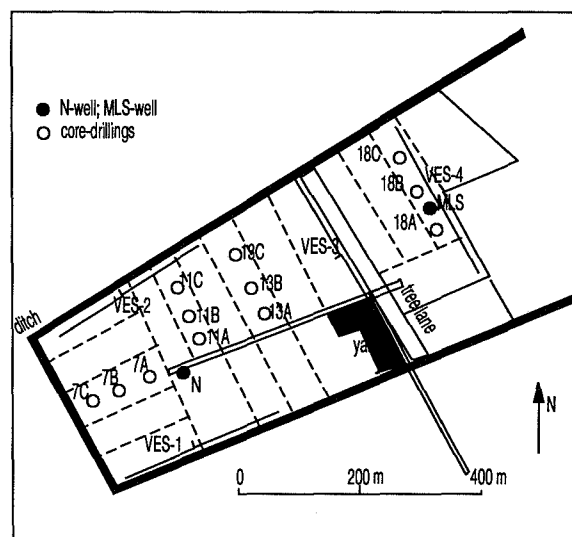 N-well; MLS-well
core-drillings
18C
18B
VES-4
MLS
18A
13C
VES-3
11C
13B
VES-2
treelane
11B
13A
ditch
11A
7A
N
7B
7C
VES-1
N
0
200 m
400 m